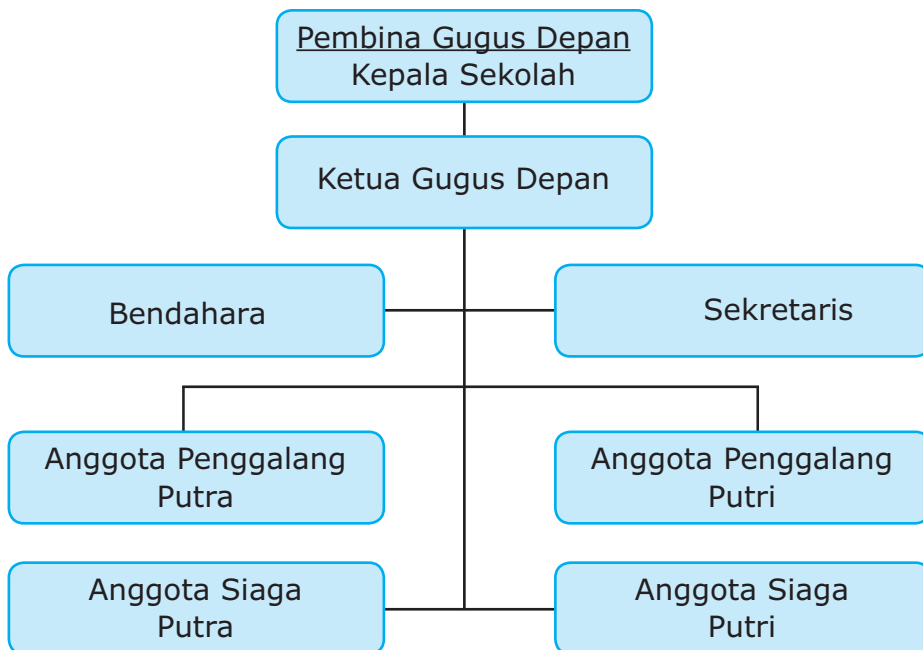 Pembina Gugus Depan
Kepala Sekolah
Ketua Gugus Depan
Bendahara
Sekretaris
Anggota Penggalang
Putra
Anggota Penggalang
Putri
Anggota Siaga
Putra
Anggota Siaga
Putri